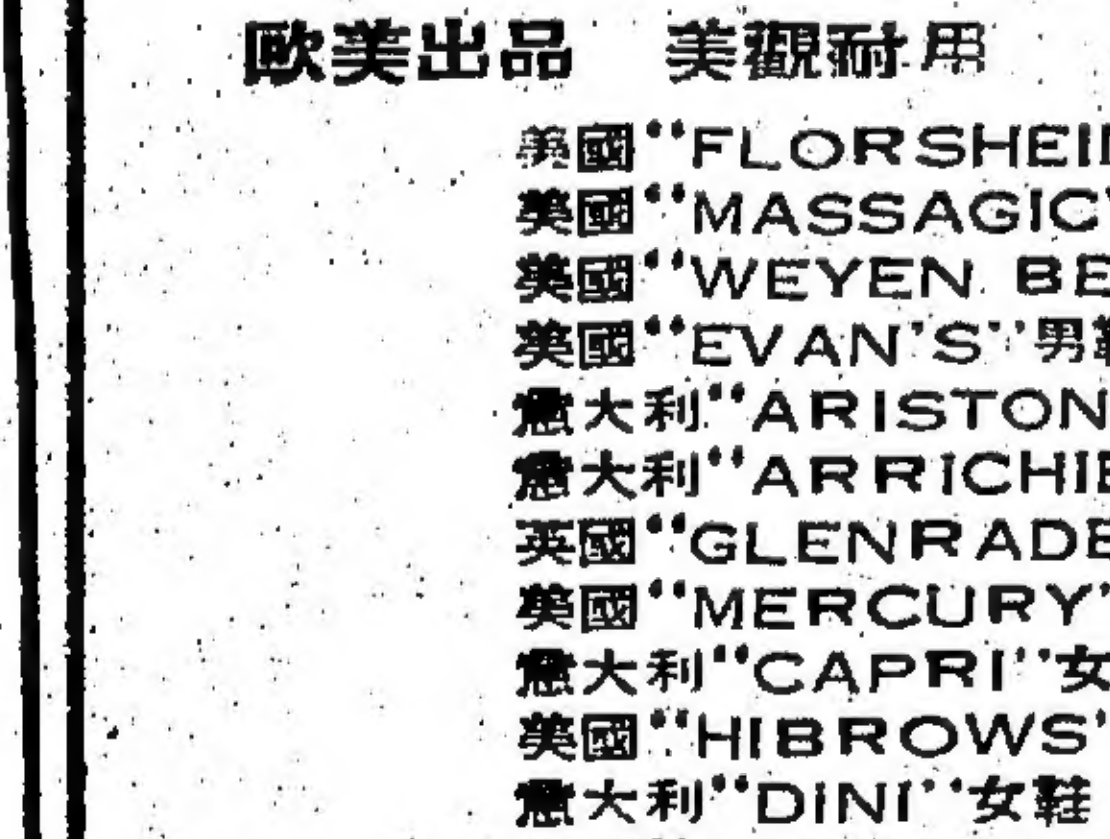 歐美出品 美觀耐用
美國“FLORSHEIM
美國“MASSAGIC”
美國“WEYEN BE
美國“EVAN'S”男鞋
意大利“ARISTON
意大利“ARRICHIE
英國“GLENRADE
美國“MERCURY”
意大利“CAPRI”女
美國“HIBROWS”
意大利“DINI”女鞋